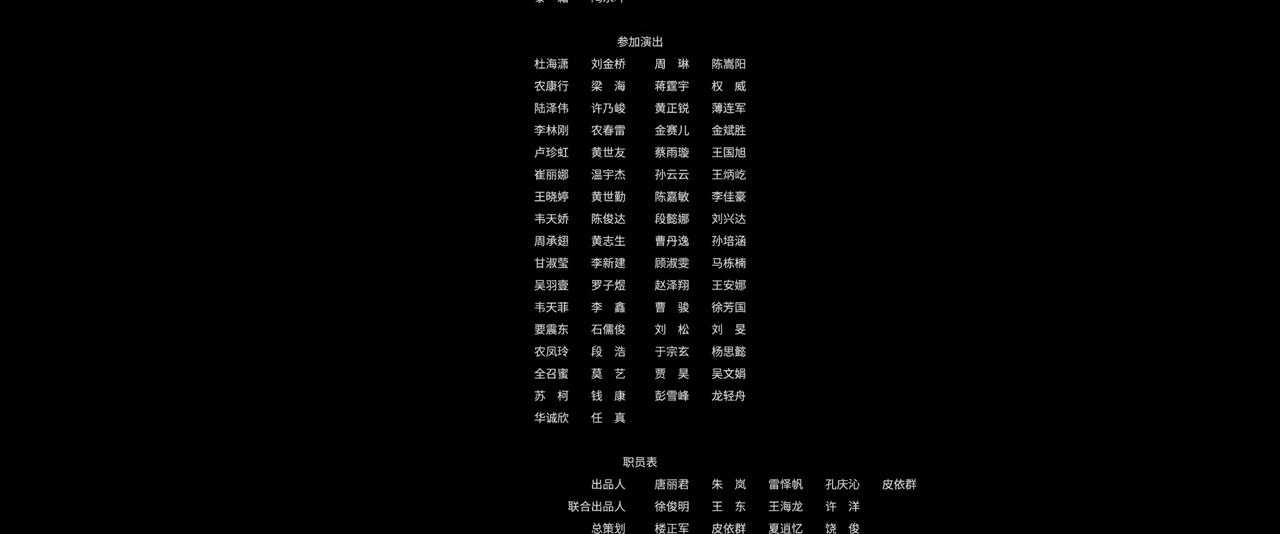 参加演出
杜海潇 刘金桥 周 琳 陈嵩阳
农康行 梁 海 蒋霆宇 权 威
陆泽伟 许乃峻 黄正锐 薄连军
李林刚 农春雷 金赛儿 金斌胜
卢珍虹 黄世友 蔡雨璇 王国旭
崔丽娜 温宇杰 孙云云 王炳屹
王晓婷 黄世勤 陈嘉敏 李佳豪
韦天娇 陈俊达 段懿娜 刘兴达
周承翅 黄志生 曹丹逸 孙培涵
甘淑莹 李新建 顾淑雯 马栋楠
吴羽壹 罗子煜 赵泽翔 王安娜
韦天菲 李 鑫 曹 骏 徐芳国
要震东 石儒俊 刘 松 刘 旻
农凤玲 段 浩 于宗玄 杨思懿
全召蜜 莫 艺 贾 昊 吴文娟
苏 柯 钱 康 彭雪峰 龙轻舟
华诚欣 任 真
职员表
出品人 唐丽君 朱 岚 雷怿帆 孔庆沁 皮依群
联合出品人 徐俊明 王 东 王海龙 许 洋
总策划 楼正军 皮依群 夏逍忆 饶 俊